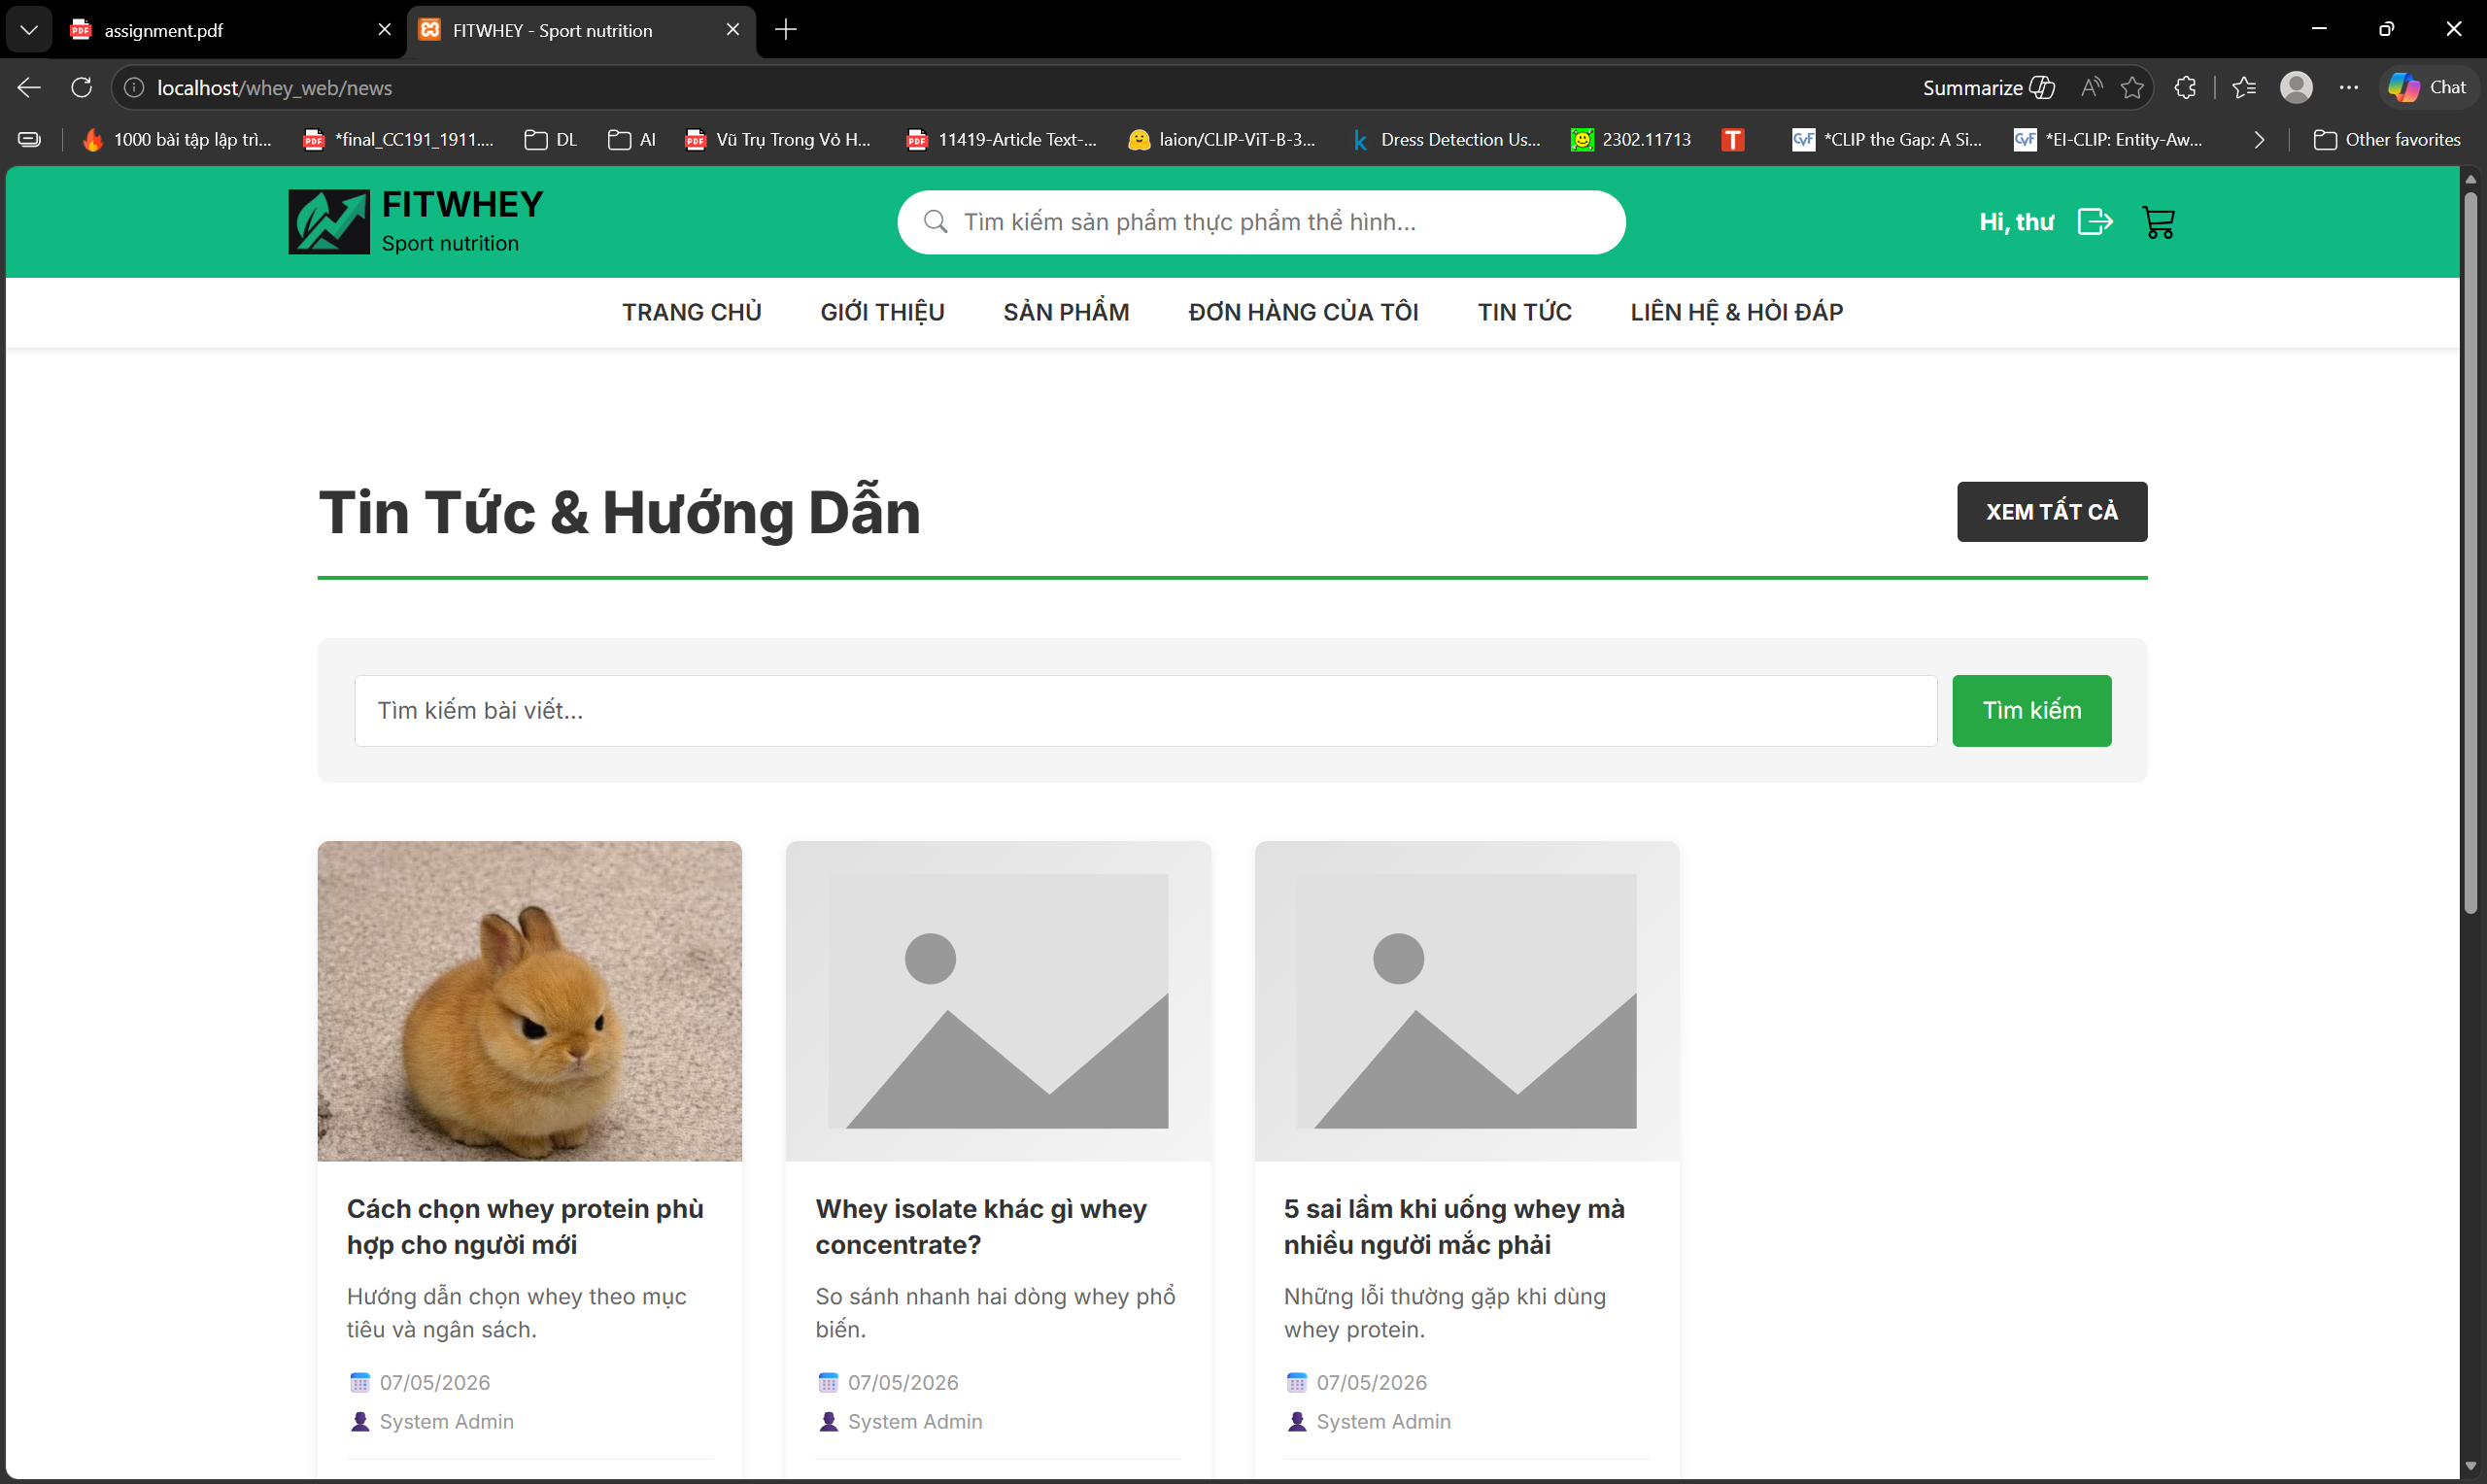 assignment.pdf
FITWHEY - Sport nutrition
localhost/whey_web/news
Summarize
Chat
1000 bài tập lập trì...
*final_CC191_1911....
DL
AI
Vũ Trụ Trong Vỏ H...
11419-Article Text-...
laion/CLIP-ViT-B-3...
Dress Detection Us...
2302.11713
*CLIP the Gap: A Si...
*EI-CLIP: Entity-Aw...
Other favorites
FITWHEY
Sport nutrition
Tìm kiếm sản phẩm thực phẩm thể hình...
Hi, thư
TRANG CHỦ
GIỚI THIỆU
SẢN PHẨM
ĐƠN HÀNG CỦA TÔI
TIN TỨC
LIÊN HỆ & HỎI ĐÁP
Tin Tức & Hướng Dẫn
XEM TẤT CẢ
Tìm kiếm bài viết...
Tìm kiếm
Cách chọn whey protein phù
hợp cho người mới
Hướng dẫn chọn whey theo mục
tiêu và ngân sách.
07/05/2026
System Admin
Whey isolate khác gì whey
concentrate?
So sánh nhanh hai dòng whey phổ
biến.
07/05/2026
System Admin
5 sai lầm khi uống whey mà
nhiều người mắc phải
Những lỗi thường gặp khi dùng
whey protein.
07/05/2026
System Admin